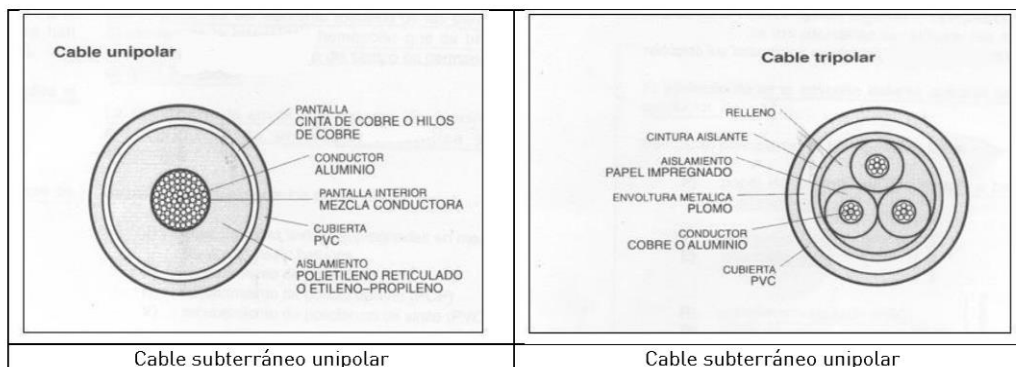 Cable unipolar
PANTALLA
CINTA DE COBRE O HILOS
DE COBRE
CONDUCTOR
ALUMINIO
PANTALLA INTERIOR
MEZCLA CONDUCTORA
CUBIERTA
PVC
AISLAMIENTO
POLIETILENO RETICULADO
O ETILENO-PROPILENO
Cable subterráneo unipolar
Cable tripolar
RELLENO
CINTURA AISLANTE
AISLAMIENTO
PAPEL IMPREGNADO
ENVOLTURA METALICA
PLOMO
CONDUCTOR
COBRE O ALUMINIO
CUBIERTA
PVC
Cable subterráneo unipolar